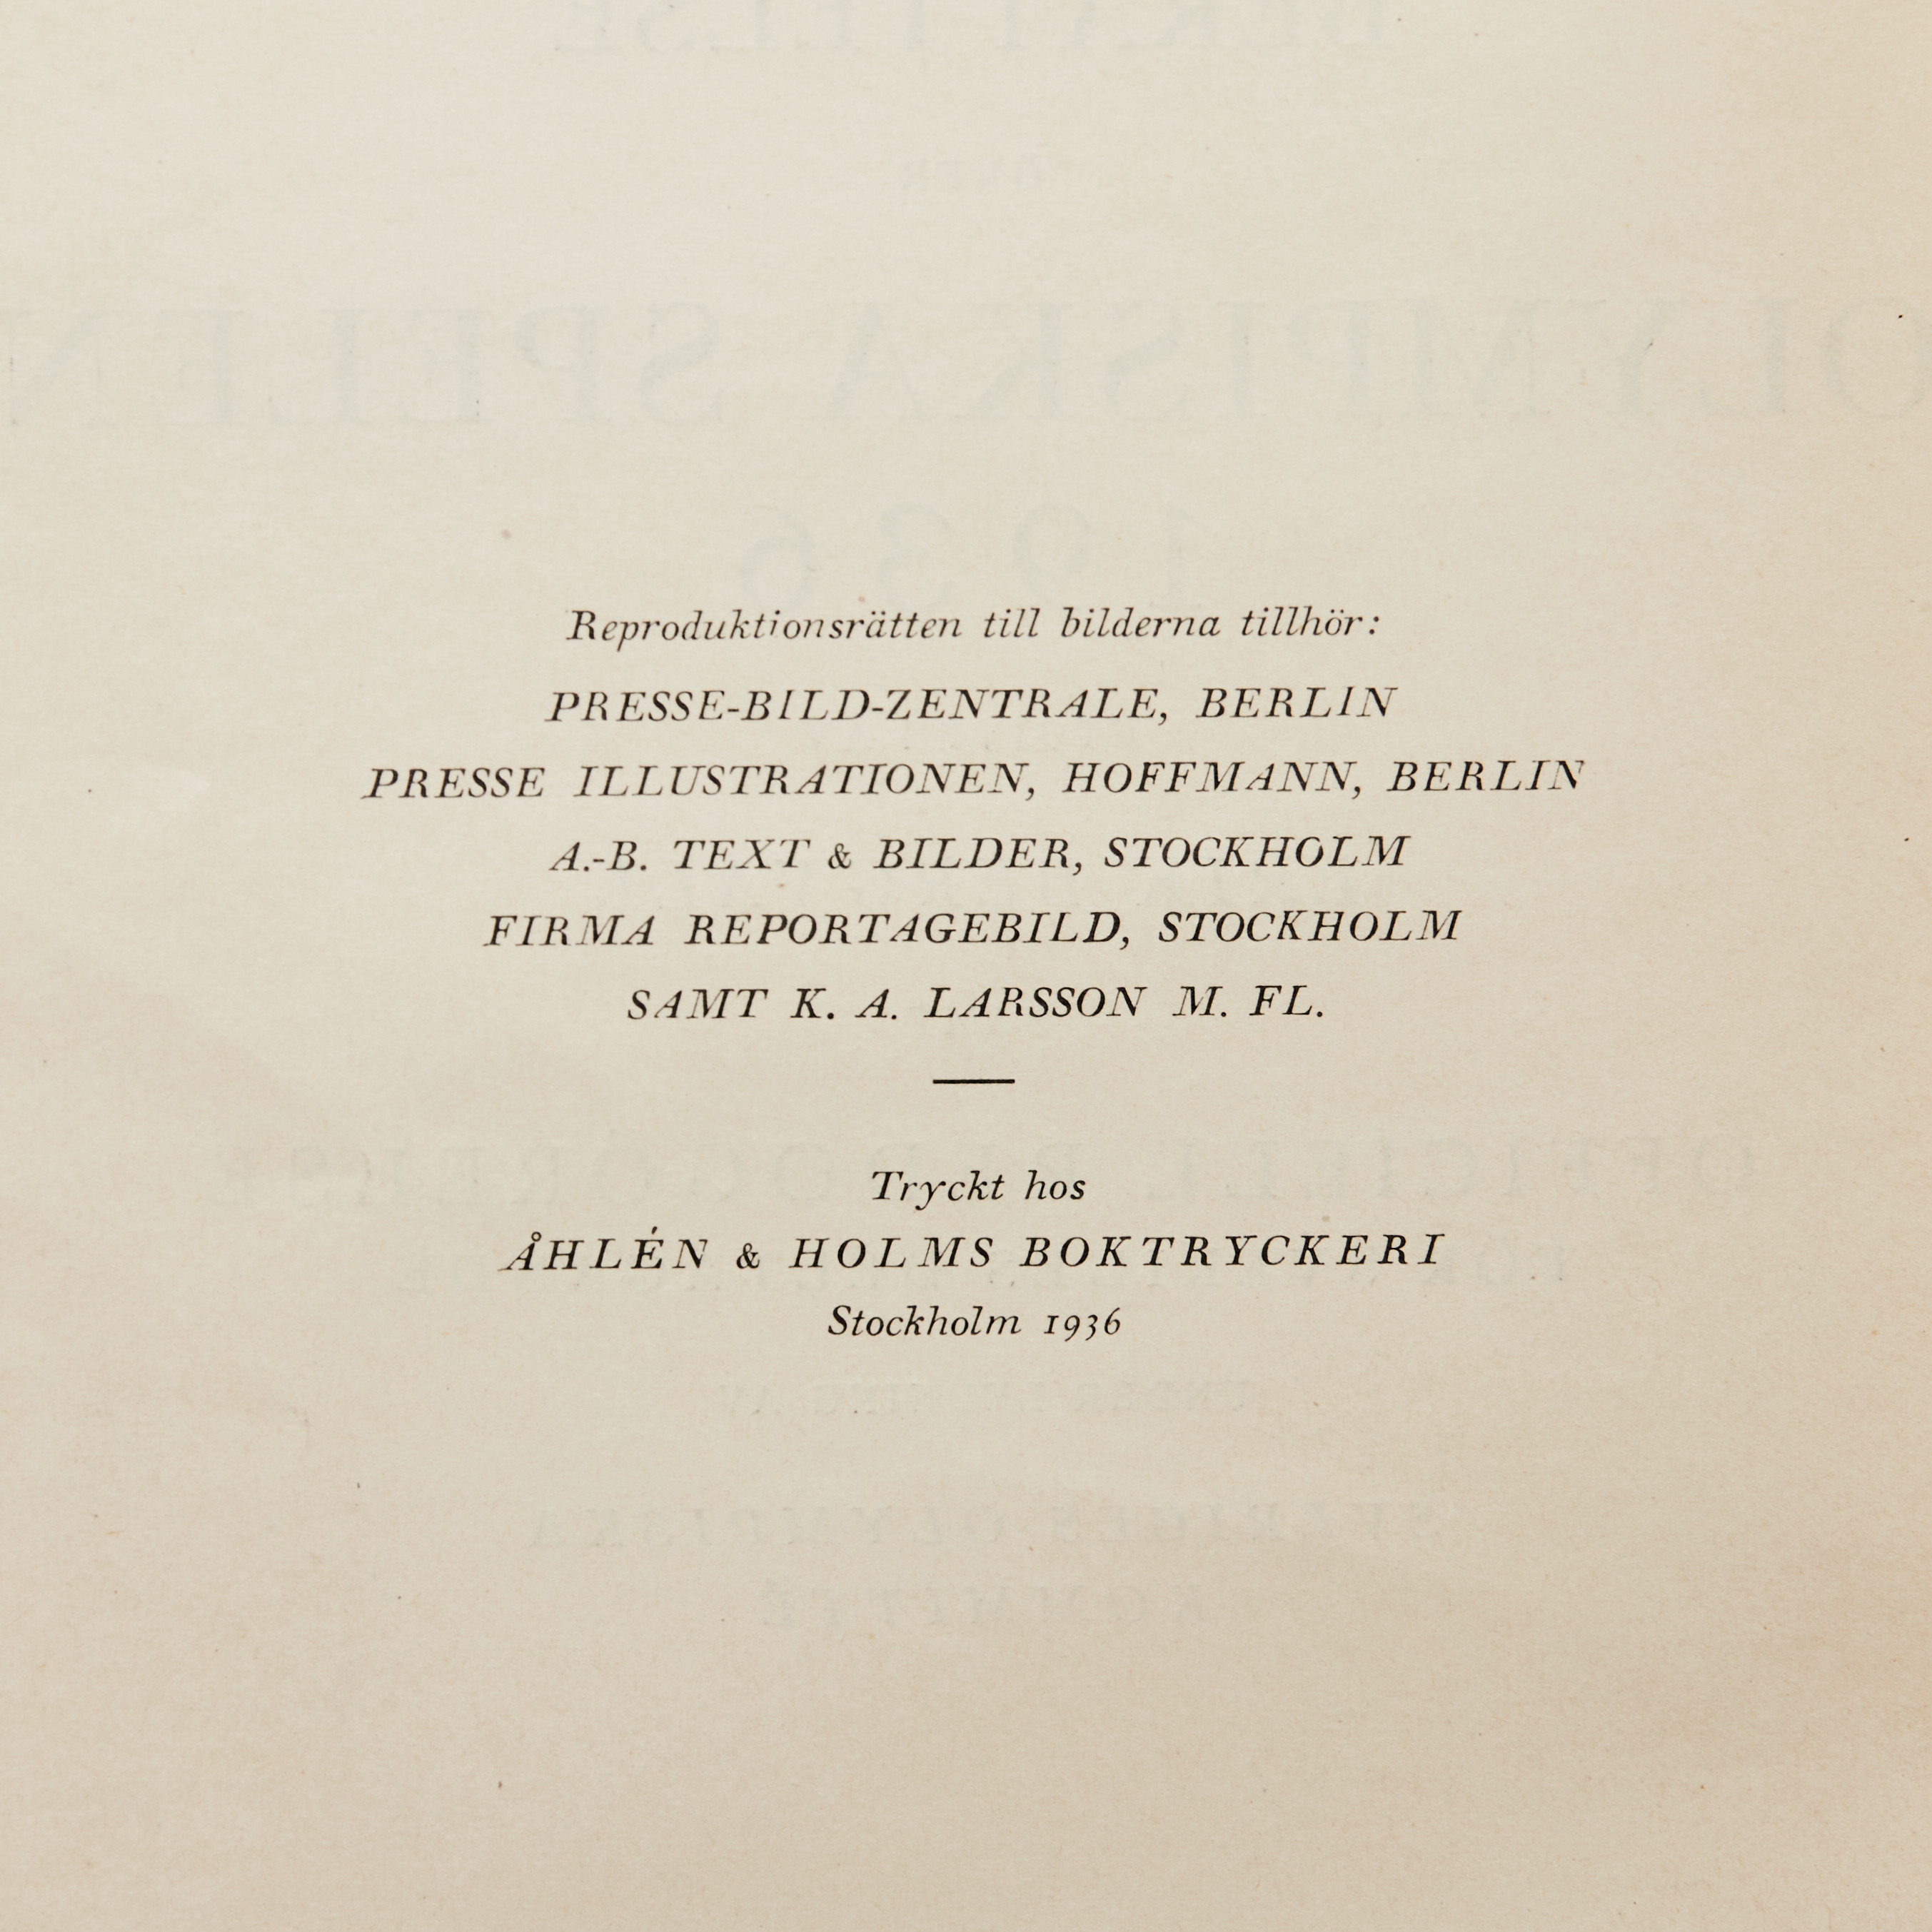 Reproduktionsrätten till bilderna tillhör:
PRESSE-BILD-ZENTRALE, BERLIN
PRESSE ILLUSTRATIONEN, HOFFMANN, BERLIN
A.-B. TEXT & BILDER, STOCKHOLM
FIRMA REPORTAGEBILD, STOCKHOLM
SAMT K. A. LARSSON M. FL.
Tryckt hos
ÅHLÉN & HOLMS BOKTRYCKERI
Stockholm 1936